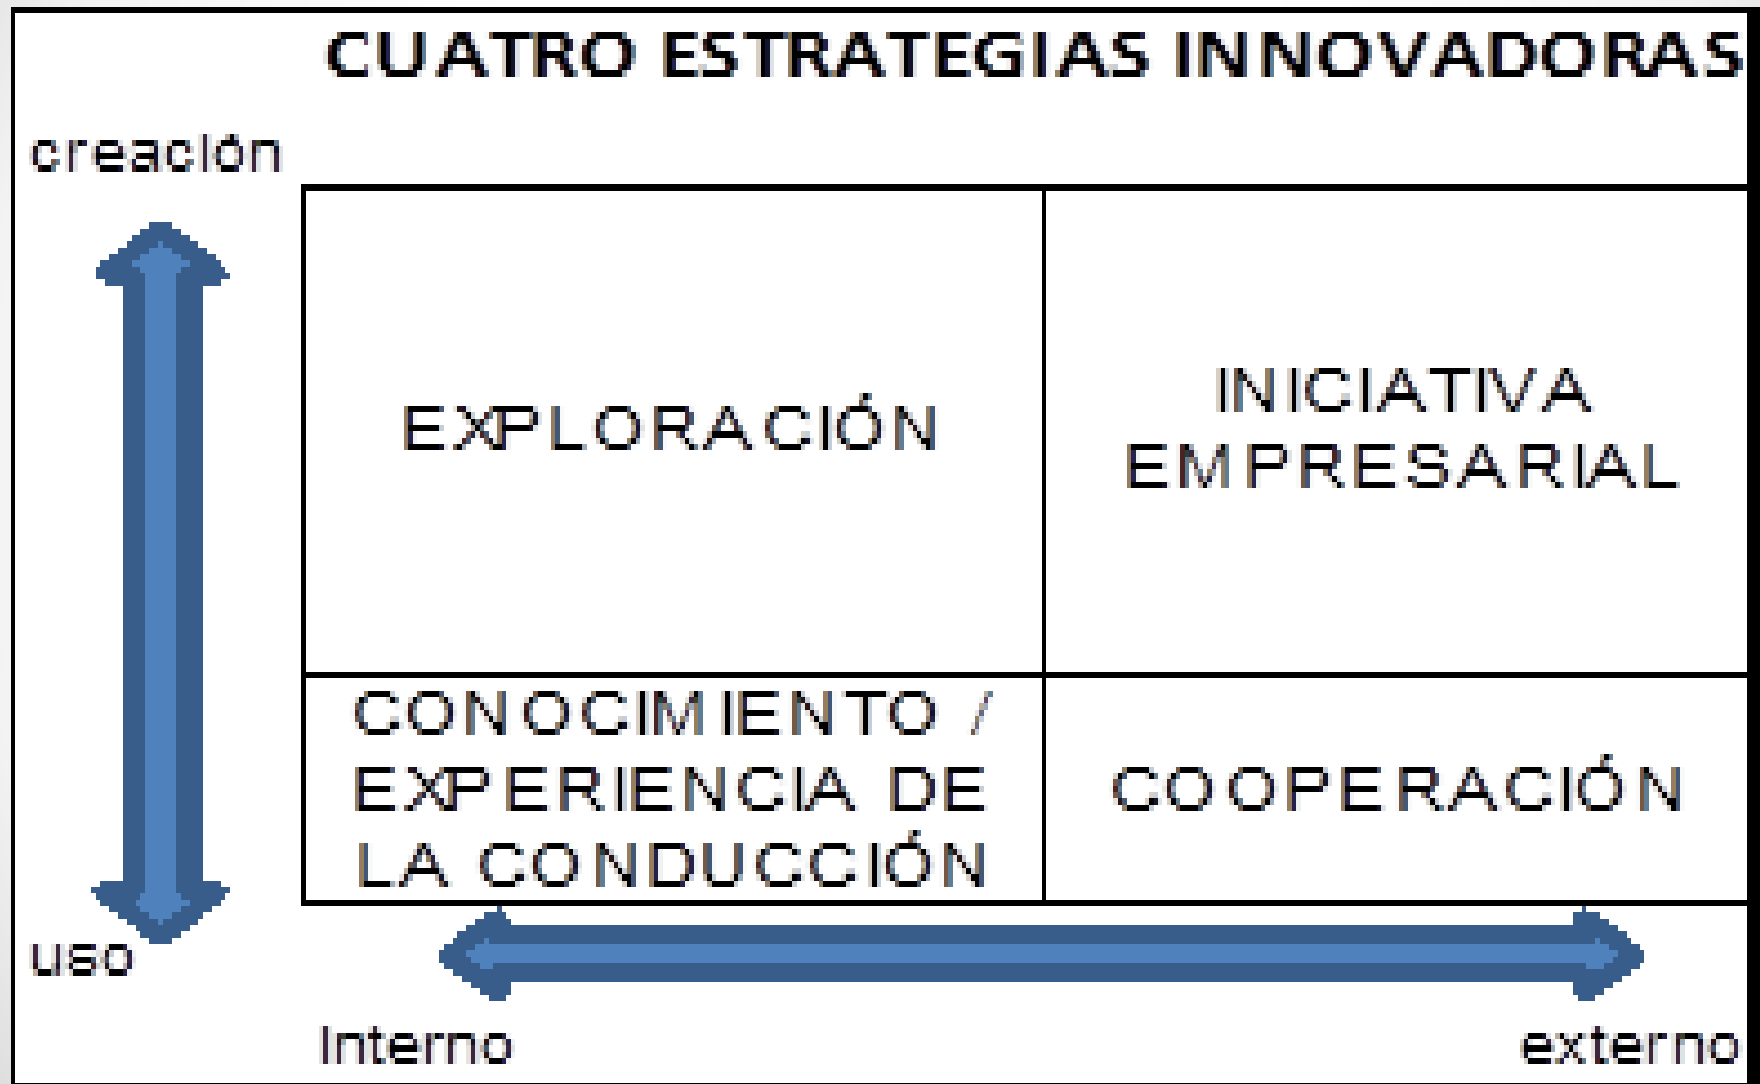 CUATRO ESTRATEGIAS INNOVADORAS
creación
EXPLORACIÓN
INICIATIVA
EMPRESARIAL
CONOCIMIENTO /
EXPERIENCIA DE
LA CONDUCCIÓN
COOPERACIÓN
uso
Interno
externo